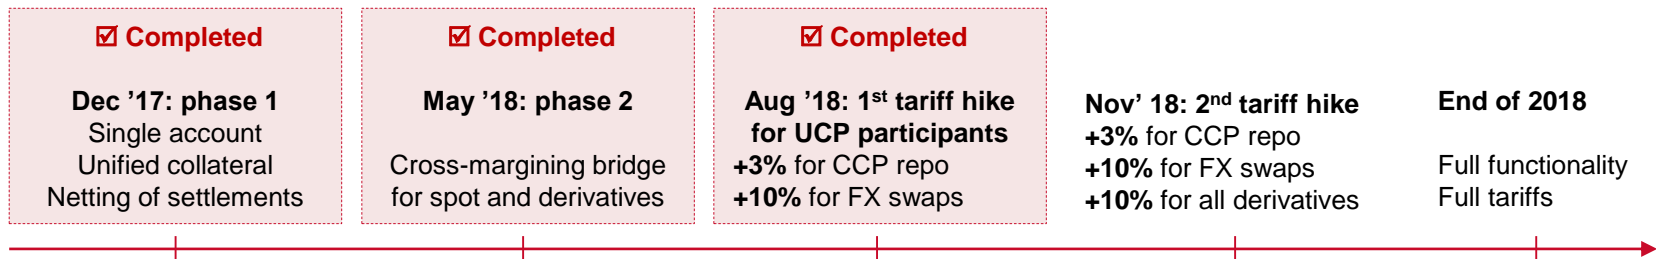 ☑ Completed
Dec ’17: phase 1
Single account
Unified collateral
Netting of settlements
☑ Completed
May ’18: phase 2
Cross-margining bridge
for spot and derivatives
☑ Completed
Aug ’18: 1st tariff hike
for UCP participants
+3% for CCP repo
+10% for FX swaps
Nov’ 18: 2nd tariff hike
+3% for CCP repo
+10% for FX swaps
+10% for all derivatives
End of 2018
Full functionality
Full tariffs